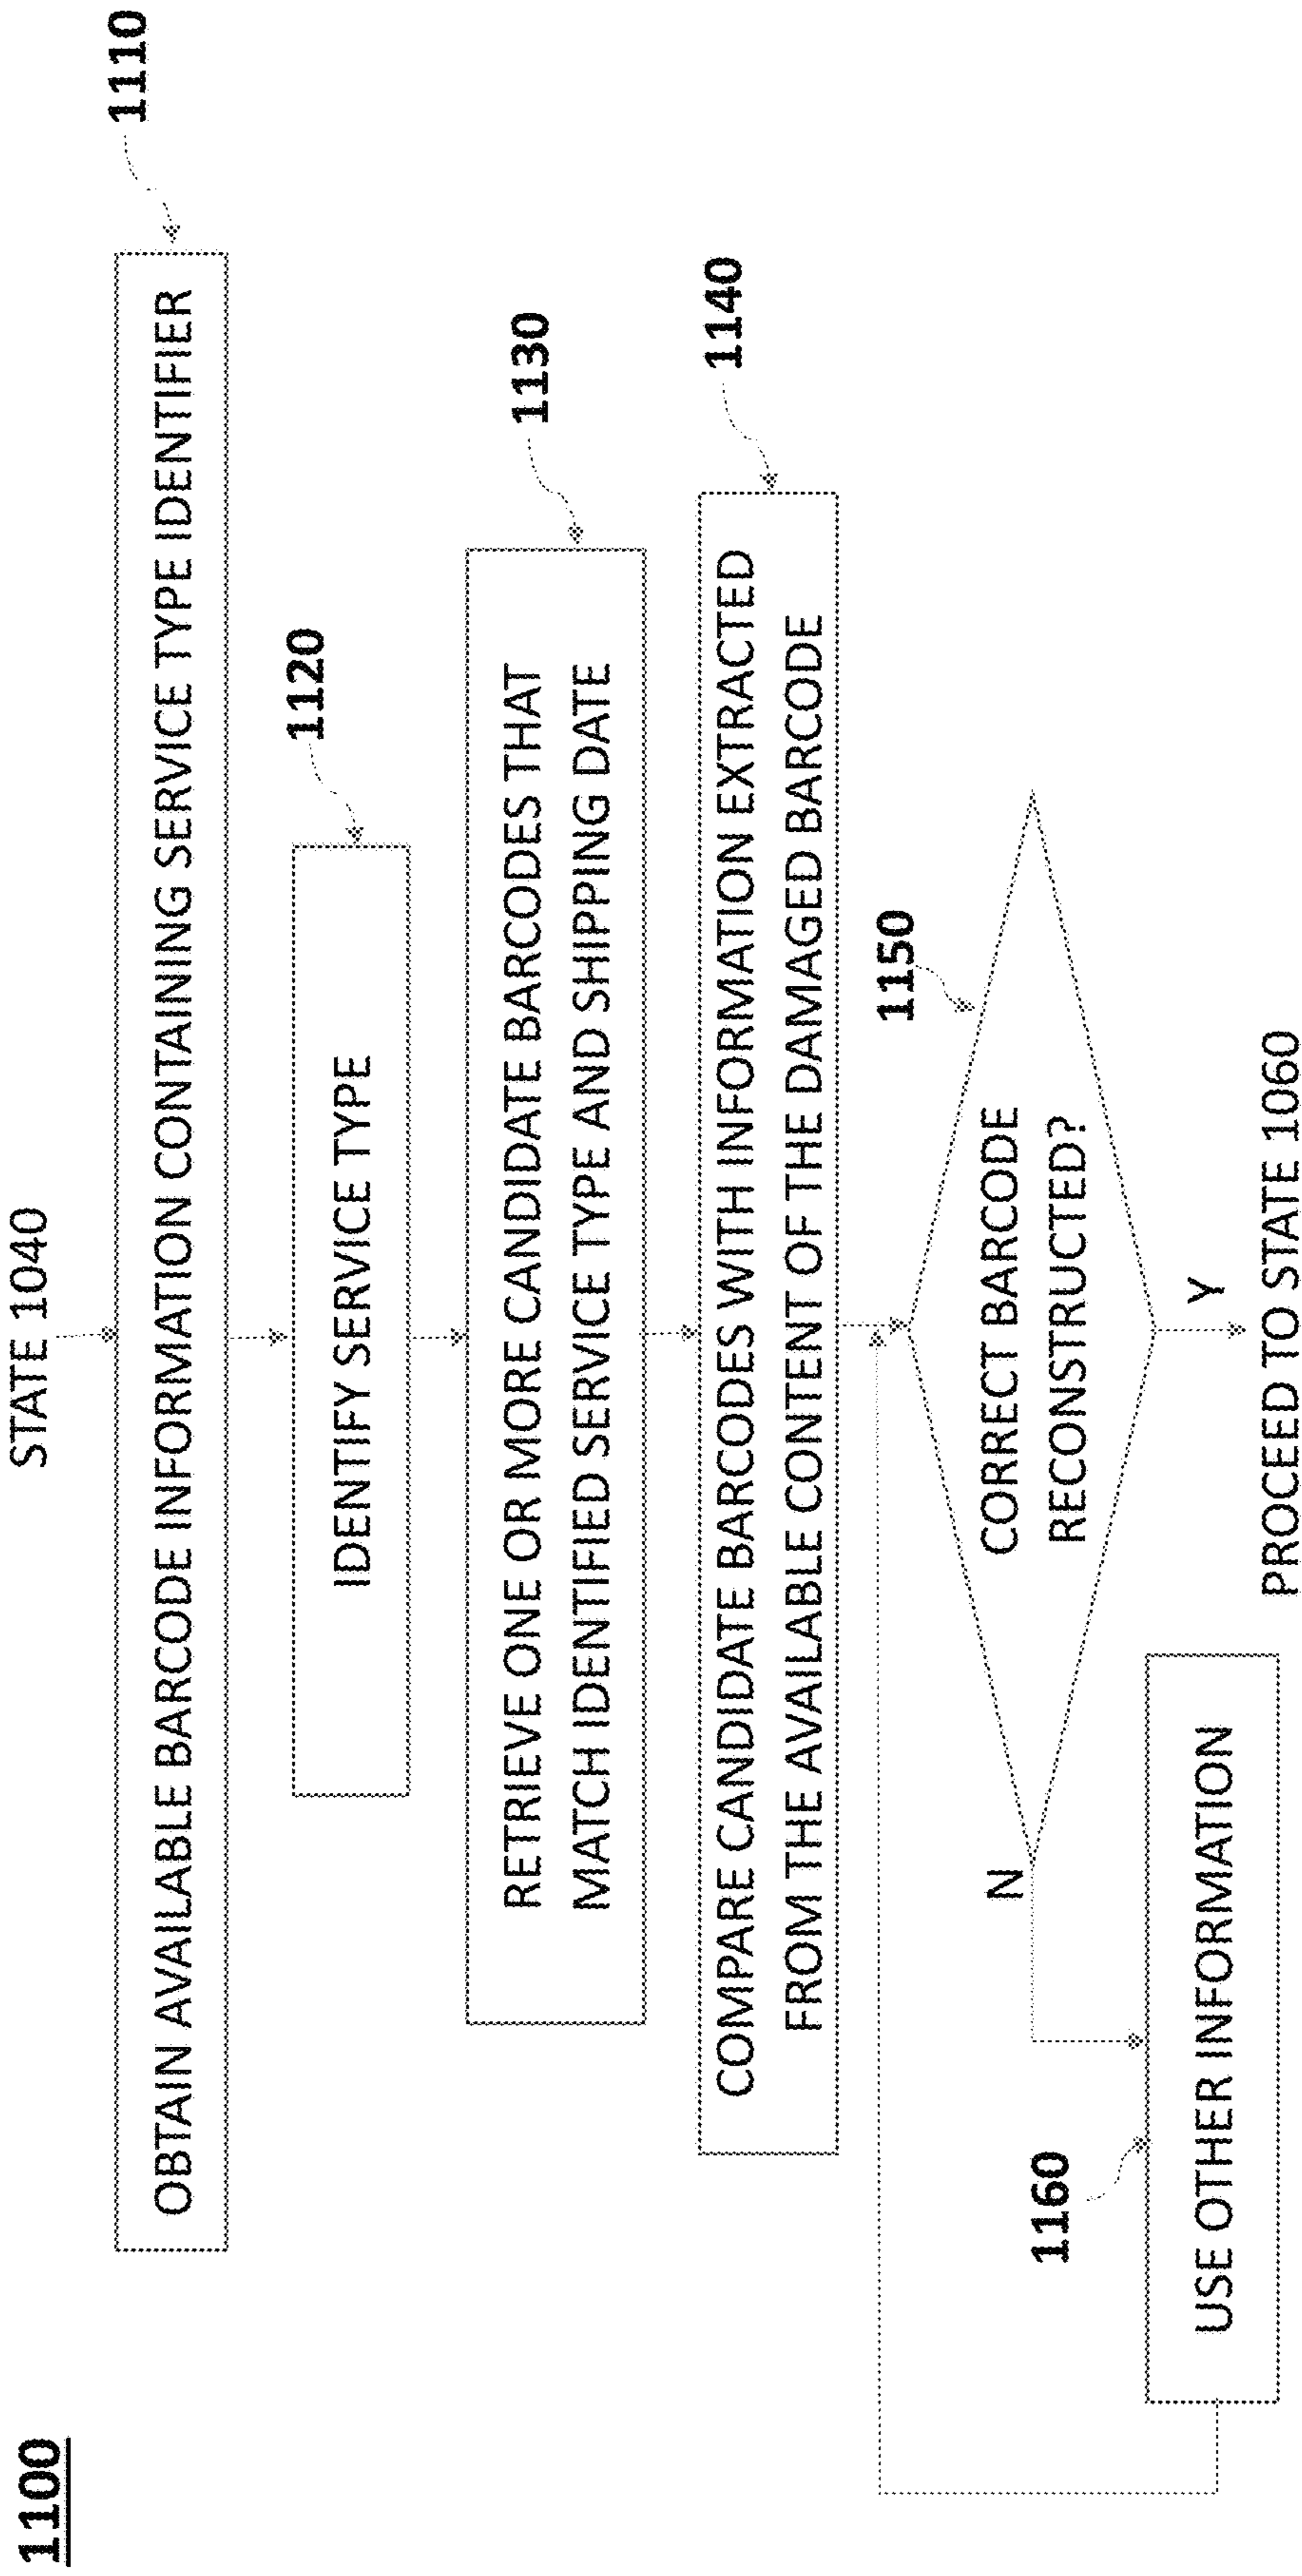 1100
STATE 1040
1110
OBTAIN AVAILABLE BARCODE INFORMATION CONTAINING SERVICE TYPE IDENTIFIER
1120
IDENTIFY SERVICE TYPE
1130
RETRIEVE ONE OR MORE CANDIDATE BARCODES THAT
MATCH IDENTIFIED SERVICE TYPE AND SHIPPING DATE
1140
COMPARE CANDIDATE BARCODES WITH INFORMATION EXTRACTED
FROM THE AVAILABLE CONTENT OF THE DAMAGED BARCODE
1150
CORRECT BARCODE
RECONSTRUCTED?
N
1160
USE OTHER INFORMATION
Y
PROCEED TO STATE 1060